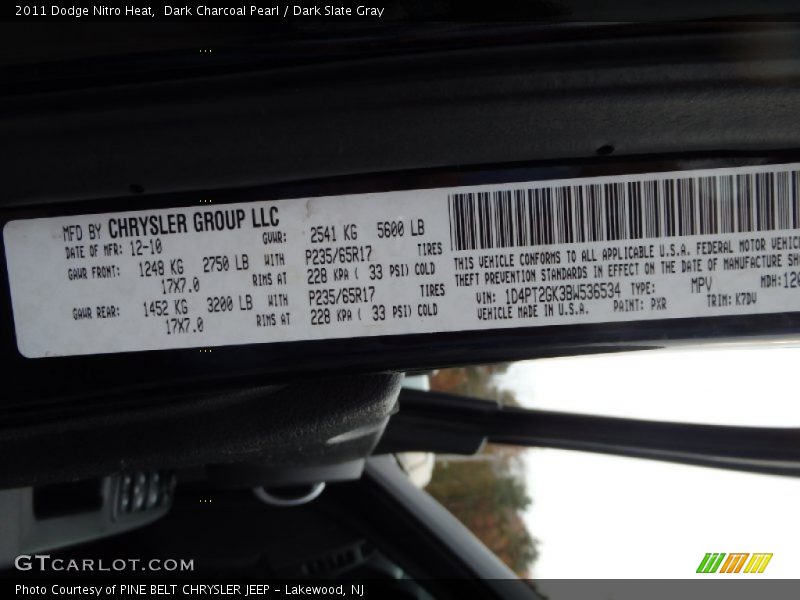 2011 Dodge Nitro Heat,  Dark Charcoal Pearl / Dark Slate Gray
MFD BY CHRYSLER GROUP LLC
DATE OF MFR: 12-10 GVWR: 2541 KG 5600 LB
GAWR FRONT: 1248 KG 2750 LB WITH P235/65R17 TIRES
17X7.0 RIMS AT 228 KPA ( 33 PSI) COLD
GAWR REAR: 1452 KG 3200 LB WITH P235/65R17 TIRES
17X7.0 RIMS AT 228 KPA ( 33 PSI) COLD
THIS VEHICLE CONFORMS TO ALL APPLICABLE U.S.A. FEDERAL MOTOR VEHIC
THEFT PREVENTION STANDARDS IN EFFECT ON THE DATE OF MANUFACTURE SH
VIN: 1D4PT2GK3BW536534 TYPE: MPV MDH:
VEHICLE MADE IN U.S.A. PAINT: PXR TRIM: K7DV
GTCARLOT.COM
Photo Courtesy of PINE BELT CHRYSLER JEEP - Lakewood, NJ